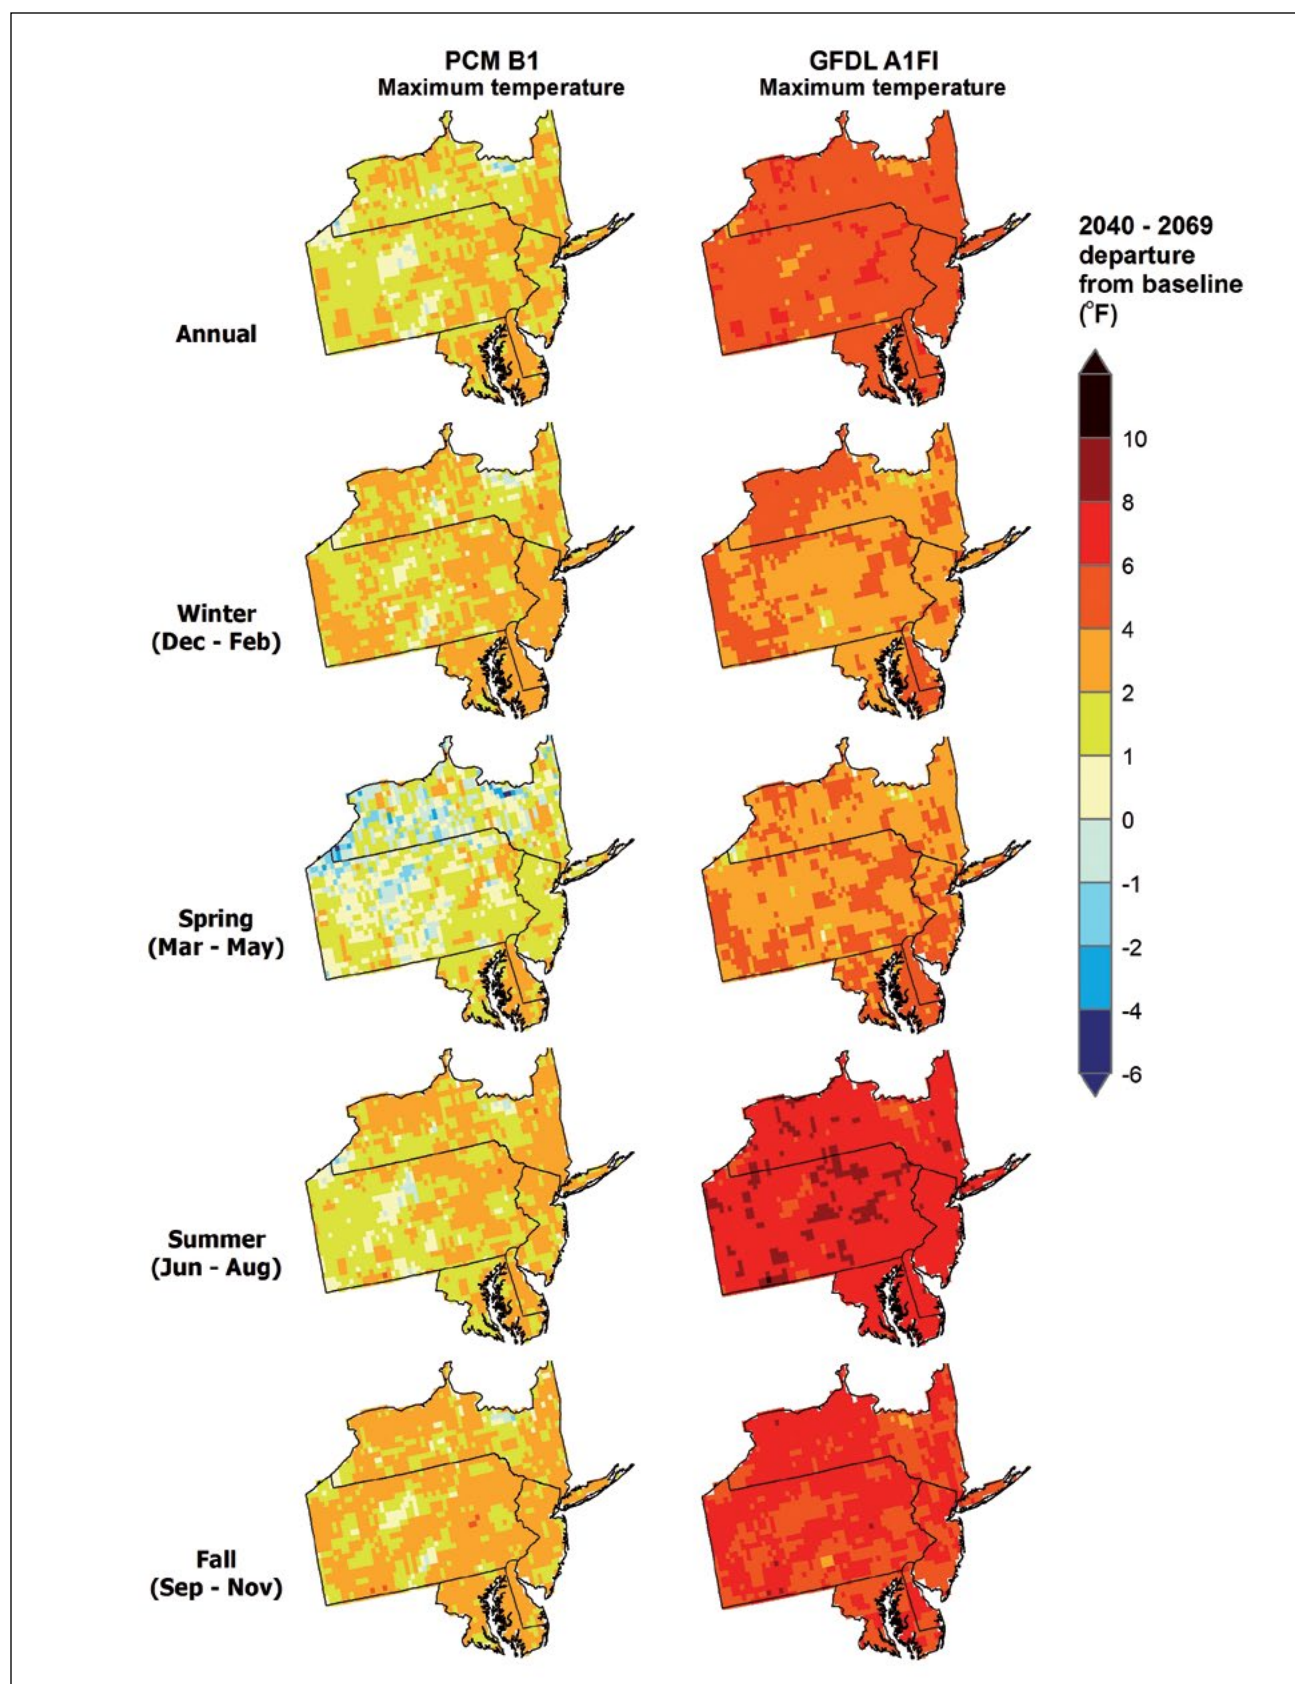 PCM B1
Maximum temperature
GFDL A1FI
Maximum temperature
2040 - 2069
departure
from baseline
(°F)
10
8
6
4
2
1
0
-1
-2
-4
-6
Annual
Winter
(Dec - Feb)
Spring
(Mar - May)
Summer
(Jun - Aug)
Fall
(Sep - Nov)